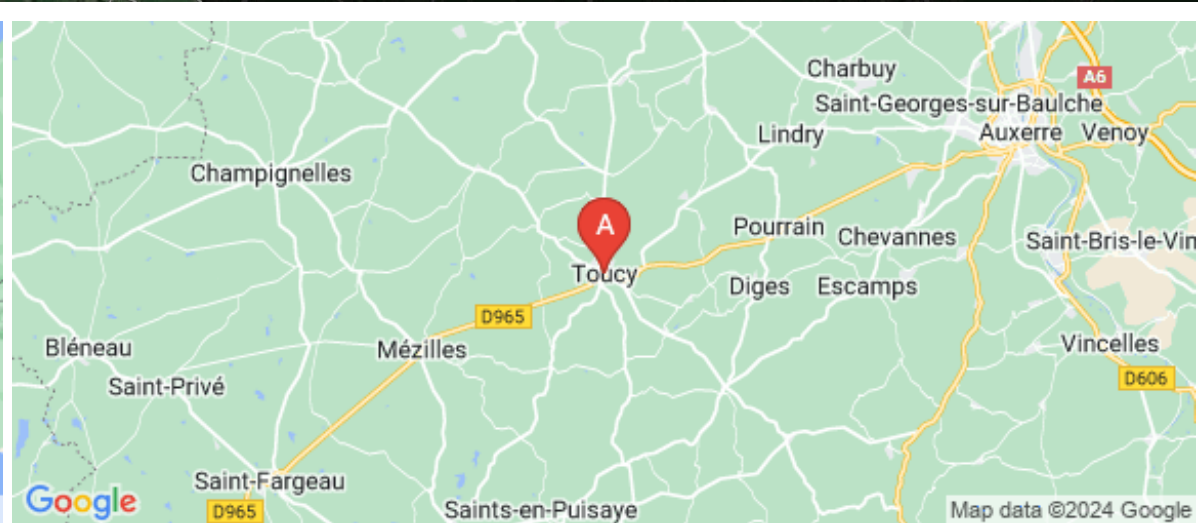 Charbuy
A6
Saint-Georges-sur-Baulche
Lindry
Auxerre
Venoy
Champignelles
A
Pourrain
Chevannes
Saint-Bris-le-Vin
Toucy
Diges
Escamps
D965
Bléneau
Mézilles
Vincelles
Saint-Privé
D606
Saint-Fargeau
Google
D965
Saints-en-Puisaye
Map data ©2024 Google